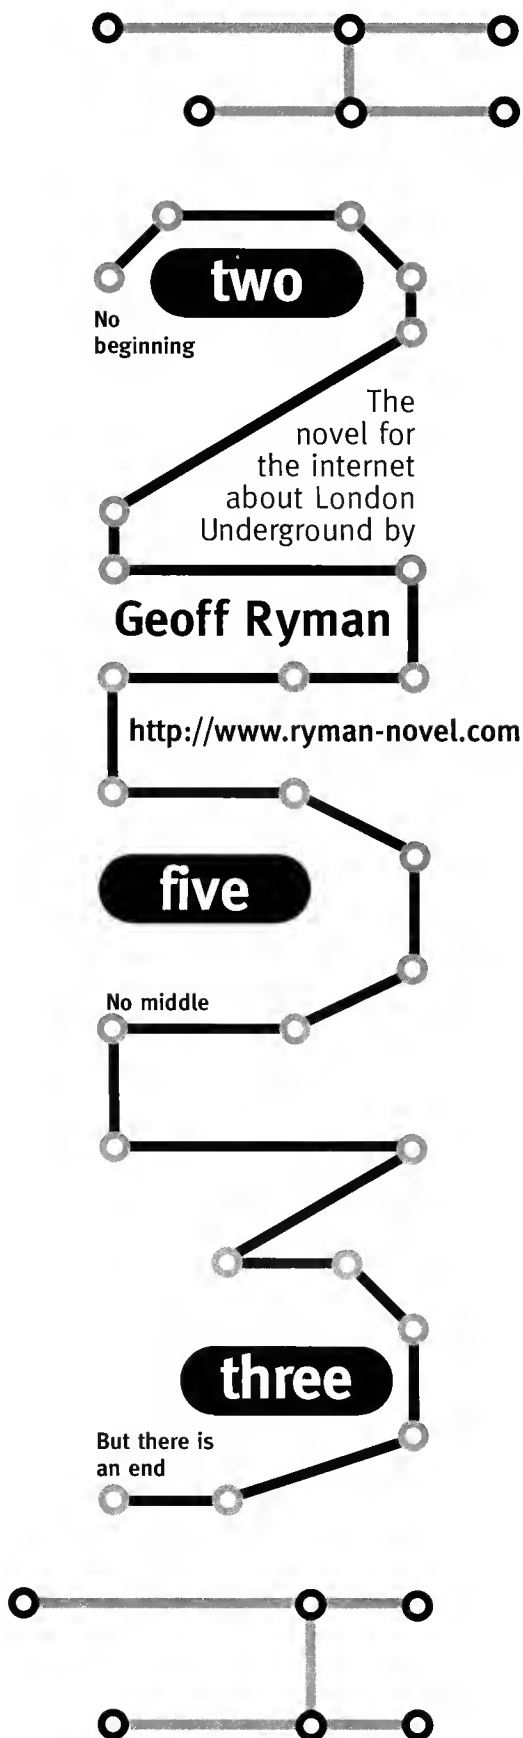 two
No
beginning
The
novel for
the internet
about London
Underground by
Geoff Ryman
http://www.ryman-novel.com
five
No middle
three
But there is
an end